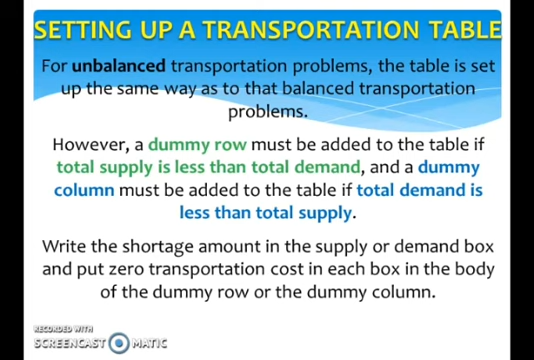 SETTING UP A TRANSPORTATION TABLE
For unbalanced transportation problems, the table is set
up the same way as to that balanced transportation
problems.
However, a dummy row must be added to the table if
total supply is less than total demand, and a dummy
column must be added to the table if total demand is
less than total supply.
Write the shortage amount in the supply or demand box
and put zero transportation cost in each box in the body
of the dummy row or the dummy column.
RECORDED WITH
SCREENCAST MATIC